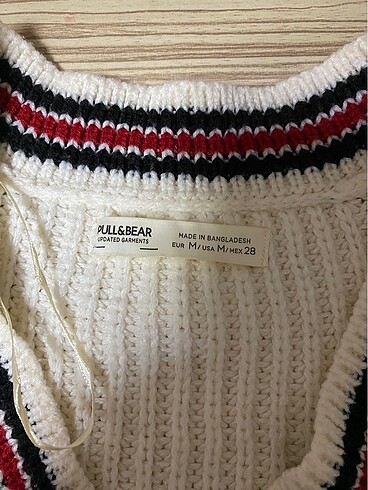 PULL&BEAR
UPDATED GARMENTS
MADE IN BANGLADESH
EUR M/USA M/MEX 28